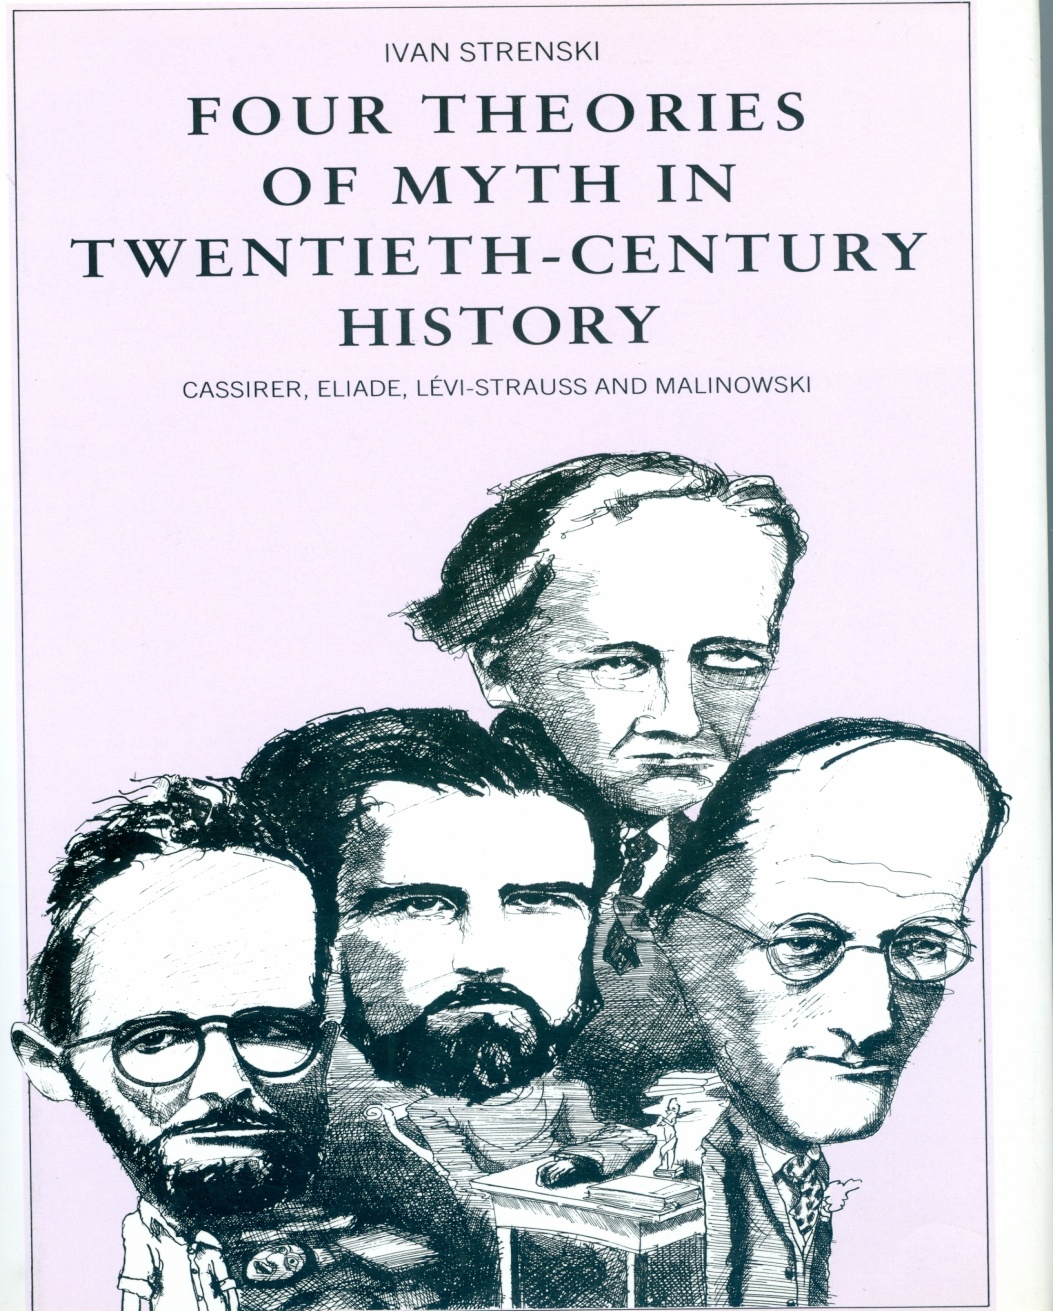 IVAN STRENSKI
FOUR THEORIES
OF MYTH IN
TWENTIETH-CENTURY
HISTORY
CASSIRER, ELIADE, LÉVI-STRAUSS AND MALINOWSKI